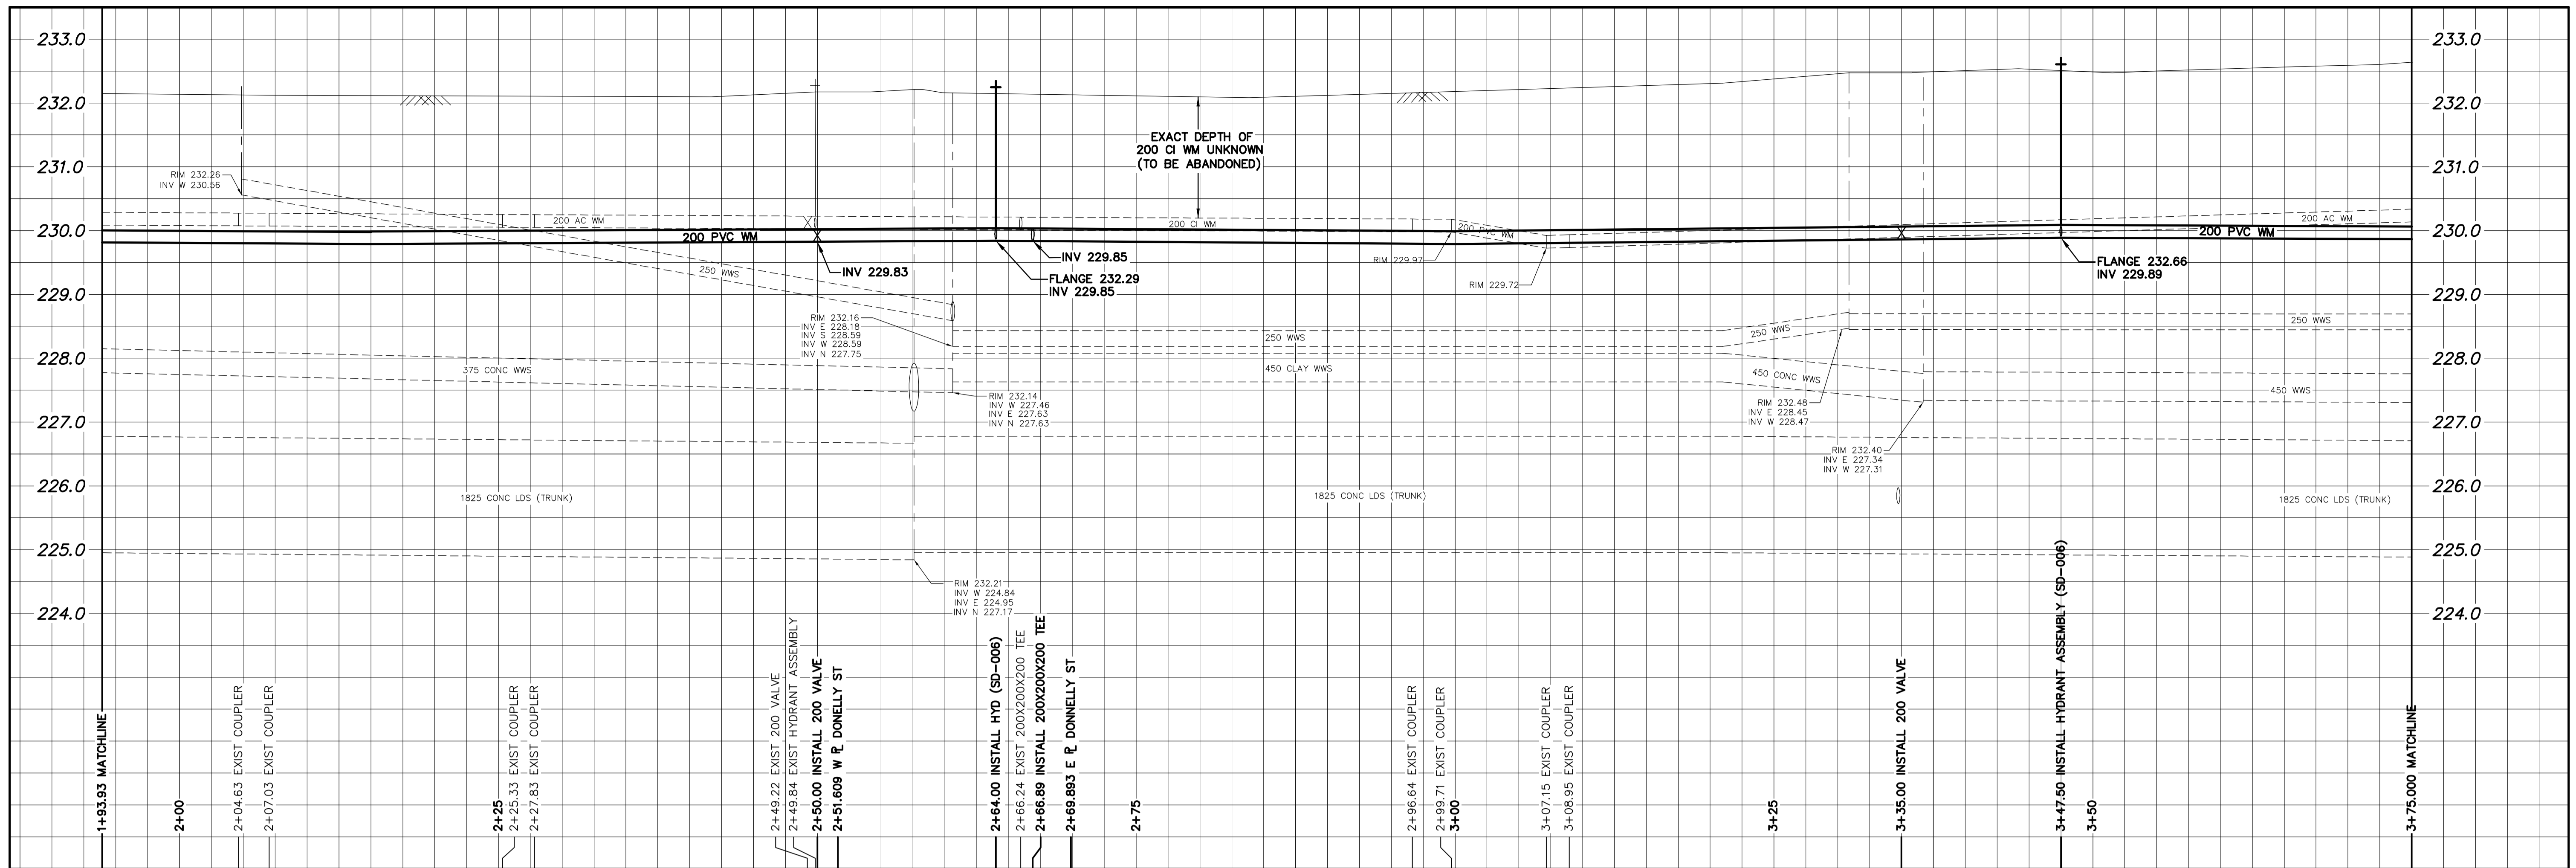 233.0
233.0
232.0
232.0
EXACT DEPTH OF
200 CI WM UNKNOWN
(TO BE ABANDONED)
231.0
231.0
RIM 232.26
INV W 230.56
200 AC WM
200 CI WM
200 PVC WM
200 AC WM
230.0
230.0
200 PVC WM
200 PVC WM
INV 229.83
INV 229.85
FLANGE 232.29
INV 229.85
RIM 229.97
RIM 229.72
FLANGE 232.66
INV 229.89
250 WWS
229.0
229.0
RIM 232.16
INV E 228.18
INV S 228.59
INV W 228.59
INV N 227.75
250 WWS
250 WWS
250 WWS
228.0
228.0
375 CONC WWS
450 CLAY WWS
450 CONC WWS
450 WWS
RIM 232.14
INV W 227.46
INV E 227.63
INV N 227.63
RIM 232.48
INV E 228.45
INV W 228.47
227.0
227.0
RIM 232.40
INV E 227.34
INV W 227.31
226.0
226.0
1825 CONC LDS (TRUNK)
1825 CONC LDS (TRUNK)
1825 CONC LDS (TRUNK)
225.0
225.0
RIM 232.21
INV W 224.84
INV E 224.95
INV N 227.17
224.0
224.0
1+93.93 MATCHLINE
2+00
2+04.63 EXIST COUPLER
2+07.03 EXIST COUPLER
2+25
2+25.33 EXIST COUPLER
2+27.83 EXIST COUPLER
2+49.22 EXIST 200 VALVE
2+49.84 EXIST HYDRANT ASSEMBLY
2+50.00 INSTALL 200 VALVE
2+51.609 W PL DONELLY ST
2+64.00 INSTALL HYD (SD-006)
2+66.24 EXIST 200X200X200 TEE
2+66.89 INSTALL 200X200X200 TEE
2+69.893 E PL DONNELLY ST
2+75
2+96.64 EXIST COUPLER
2+99.71 EXIST COUPLER
3+00
3+07.15 EXIST COUPLER
3+08.95 EXIST COUPLER
3+25
3+35.00 INSTALL 200 VALVE
3+47.50 INSTALL HYDRANT ASSEMBLY (SD-006)
3+50
3+75.000 MATCHLINE